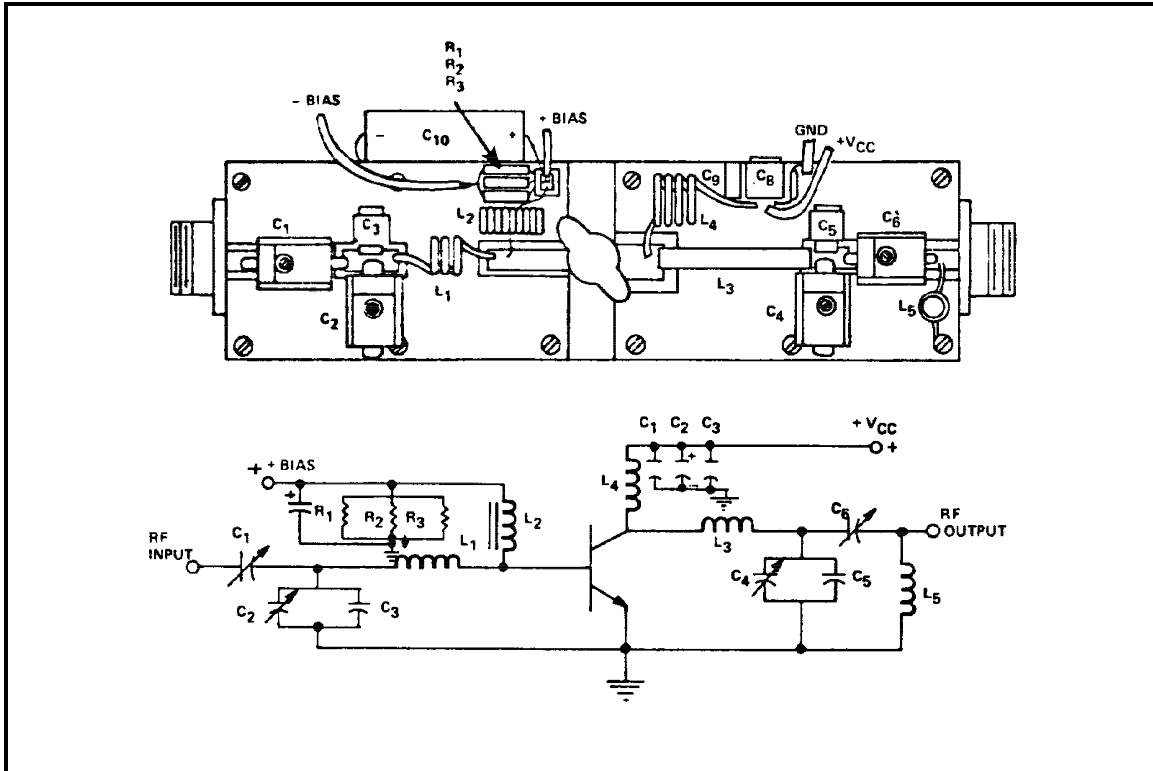 R1
R2
R3
- BIAS
- C10 +
+ BIAS
GND
+VCC
C1
C3
L2
C9
C8
L4
C5
C6
L1
C2
L3
C4
L5
C1 C2 C3
+ VCC
+
+ + BIAS
+
R1 R2 R3
L2
L4
+
-
RF
INPUT
C1
L1
C6
RF
OUTPUT
L3
C2
C3
C4
C5
L5